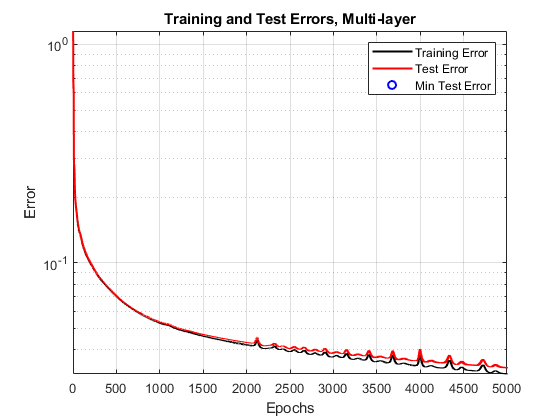 Training and Test Errors, Multi-layer
10^0
Training Error
Test Error
Min Test Error
Error
10^-1
0 500 1000 1500 2000 2500 3000 3500 4000 4500 5000
Epochs